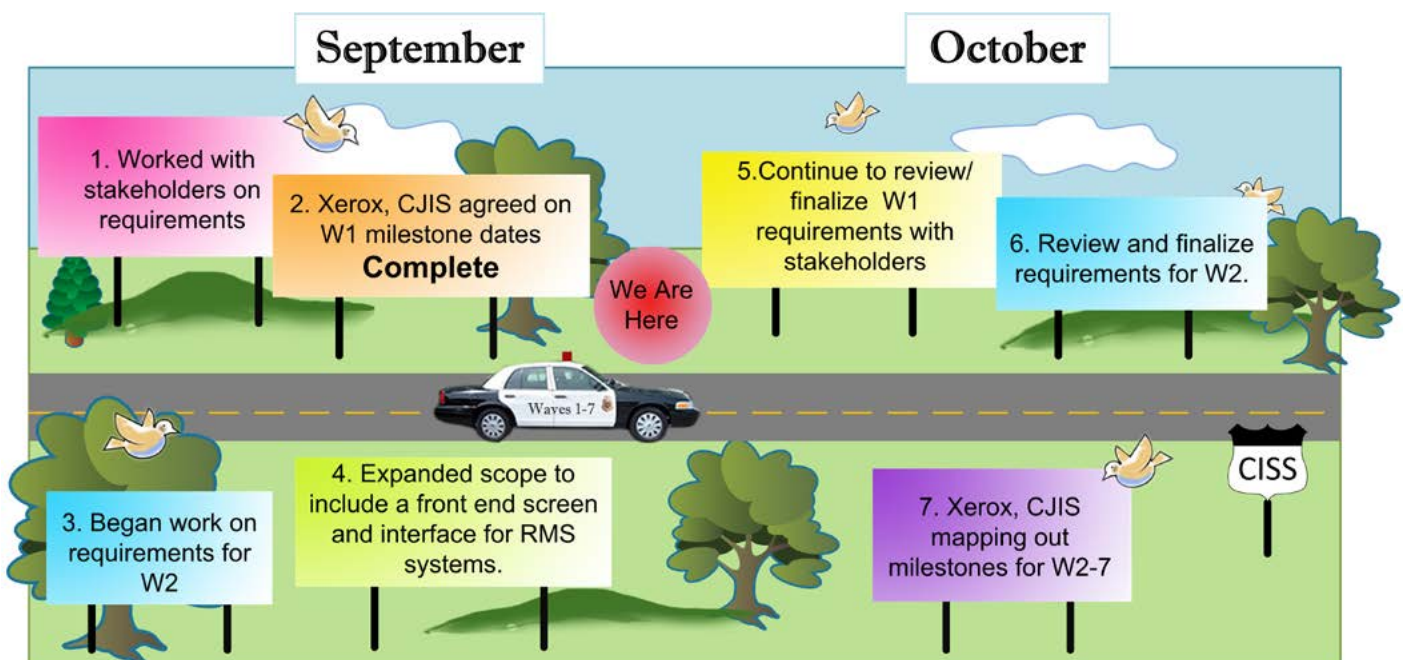 September
October
1. Worked with
stakeholders on
requirements
2. Xerox, CJIS agreed on
W1 milestone dates
Complete
We Are
Here
5.Continue to review/
finalize W1
requirements with
stakeholders
6. Review and finalize
requirements for W2.
Waves 1-7
3. Began work on
requirements for
W2
4. Expanded scope to
include a front end screen
and interface for RMS
systems.
7. Xerox, CJIS
mapping out
milestones for W2-7
CISS